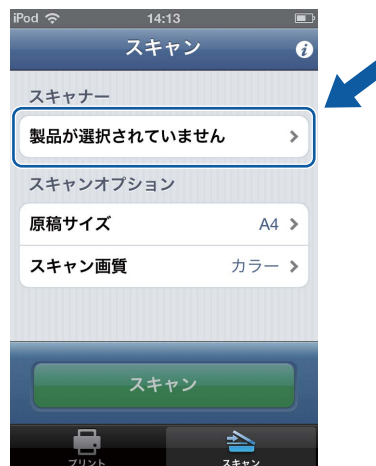 iPod 14:13
スキャン
スキャナー
製品が選択されていません
スキャンオプション
原稿サイズ A4
スキャン画質 カラー
スキャン
プリント スキャン